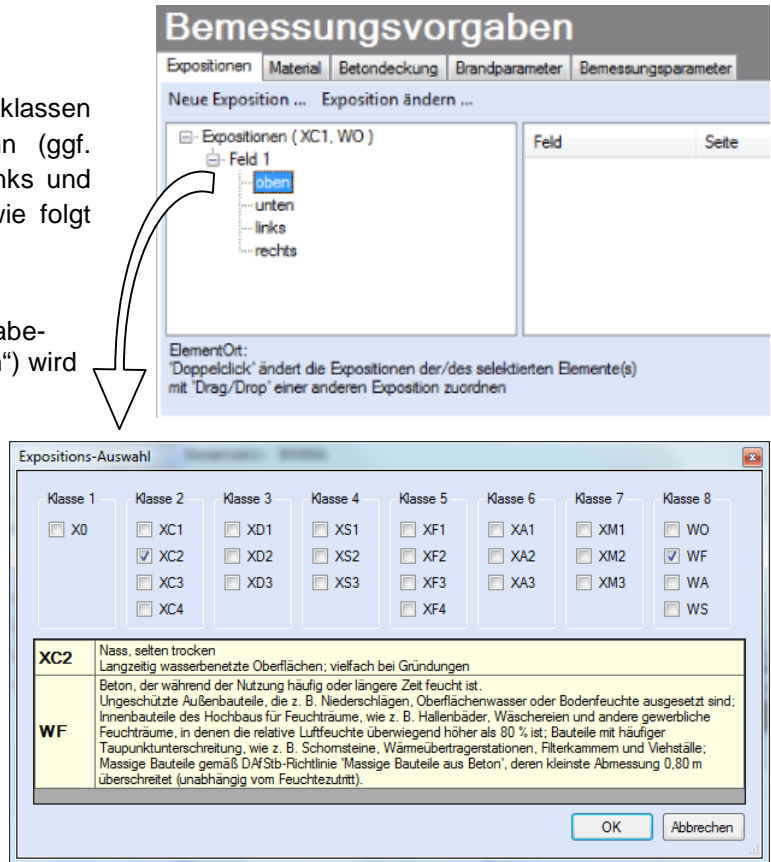 Bemessungsvorgaben
Expositionen Material Betondeckung Brandparameter Bemessungsparameter
Neue Exposition ... Exposition ändern ...
Expositionen ( XC1, WO )
Feld 1
oben
unten
links
rechts
Feld Seite
ElementOrt:
'Doppelclick' ändert die Expositionen der/des selektierten Elemente(s)
mit 'Drag/Drop' einer anderen Exposition zuordnen
klassen
(ggf.
und
wie folgt
wird
Expositions-Auswahl
Klasse 1 Klasse 2 Klasse 3 Klasse 4 Klasse 5 Klasse 6 Klasse 7 Klasse 8
X0 XC1 XD1 XS1 XF1 XA1 XM1 WO
XC2 XD2 XS2 XF2 XA2 XM2 WF
XC3 XD3 XS3 XF3 XA3 XM3 WA
XC4 XF4 WS
XC2
Nass, selten trocken
Langzeitig wasserbenetzte Oberflächen; vielfach bei Gründungen
WF
Beton, der während der Nutzung häufig oder längere Zeit feucht ist.
Ungeschützte Außenbauteile, die z. B. Niederschlägen, Oberflächenwasser oder Bodenfeuchte ausgesetzt sind;
Innenbauteile des Hochbaus für Feuchträume, wie z. B. Hallenbäder, Wäschereien und andere gewerbliche
Feuchträume, in denen die relative Luftfeuchte überwiegend höher als 80 % ist; Bauteile mit häufiger
Taupunktunterschreitung, wie z. B. Schornsteine, Wärmeübertragerstationen, Filterkammern und Viehställe;
Massige Bauteile gemäß DAfStb-Richtlinie 'Massige Bauteile aus Beton', deren kleinste Abmessung 0,80 m
überschreitet (unabhängig vom Feuchtezutritt).
OK Abbrechen